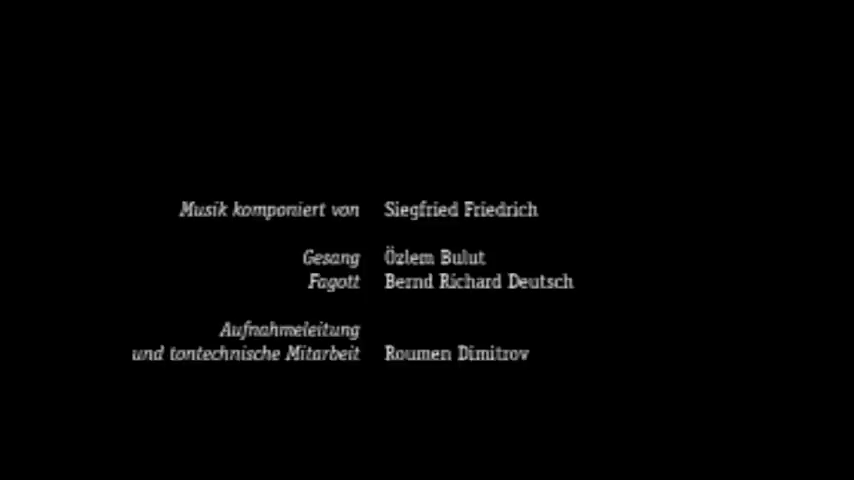 Musik komponiert von Siegfried Friedrich
Gesang Özlem Bulut
Fagott Bernd Richard Deutsch
Aufnahmeleitung
und tontechnische Mitarbeit Roumen Dimitrov